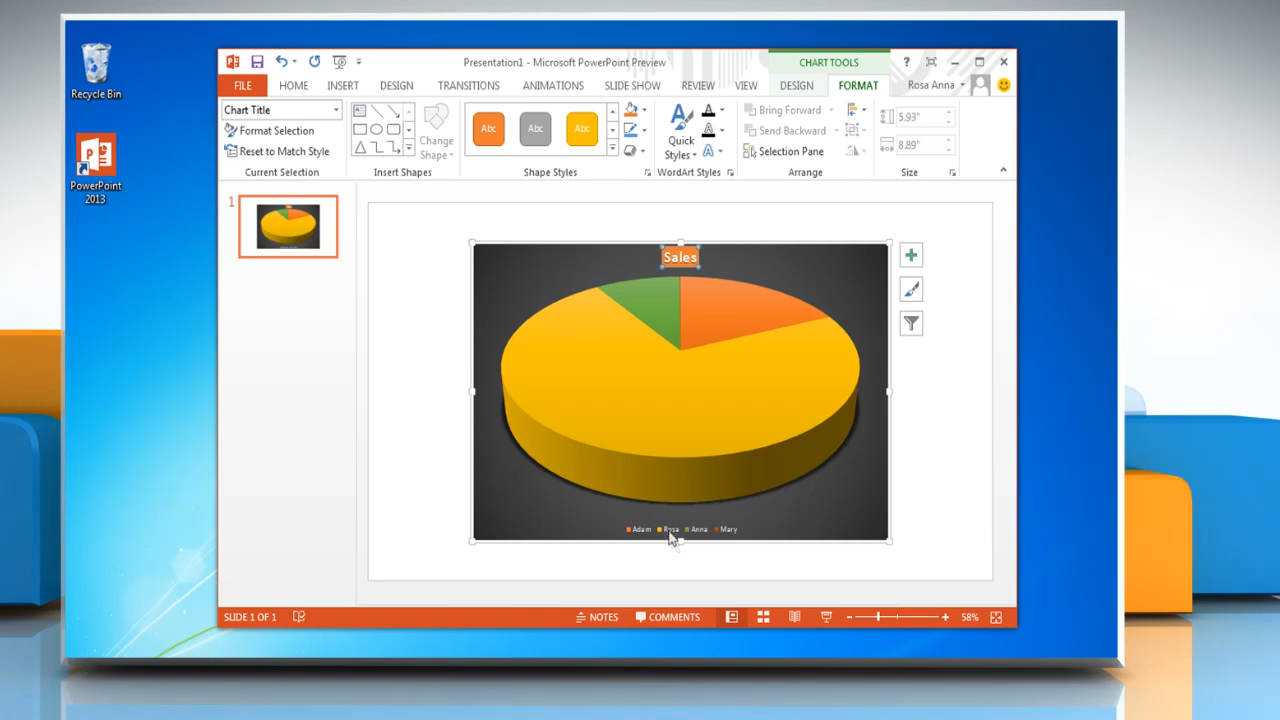 Recycle Bin
PowerPoint
2013
Presentation1 - Microsoft PowerPoint Preview
CHART TOOLS
?
FILE
HOME
INSERT
DESIGN
TRANSITIONS
ANIMATIONS
SLIDE SHOW
REVIEW
VIEW
DESIGN
FORMAT
Rosa Anna
Chart Title
Format Selection
Reset to Match Style
Current Selection
Change
Shape
Insert Shapes
Abc
Abc
Abc
Shape Styles
Quick
Styles
WordArt Styles
Bring Forward
Send Backward
Selection Pane
Arrange
5.93"
8.89"
Size
1
Sales
Adam
Rosa
Anna
Mary
SLIDE 1 OF 1
NOTES
COMMENTS
58%